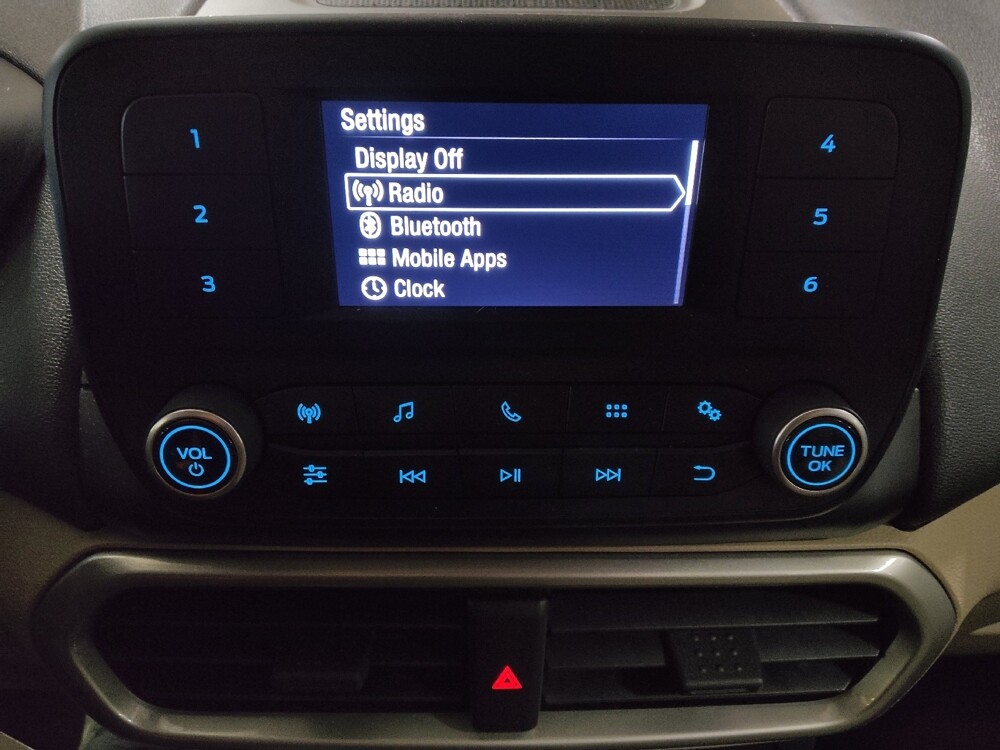 Settings
Display Off
Radio
Bluetooth
Mobile Apps
Clock
1
2
3
4
5
6
VOL
TUNE
OK